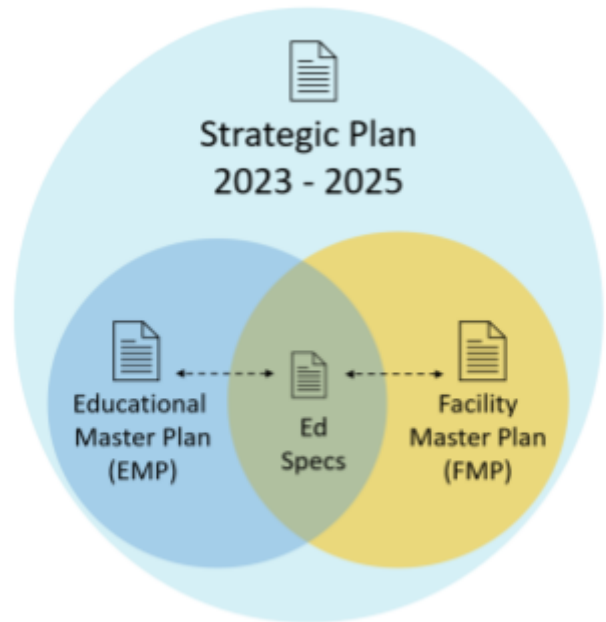 Strategic Plan
2023 - 2025
Educational
Master Plan
(EMP)
Ed
Specs
Facility
Master Plan
(FMP)